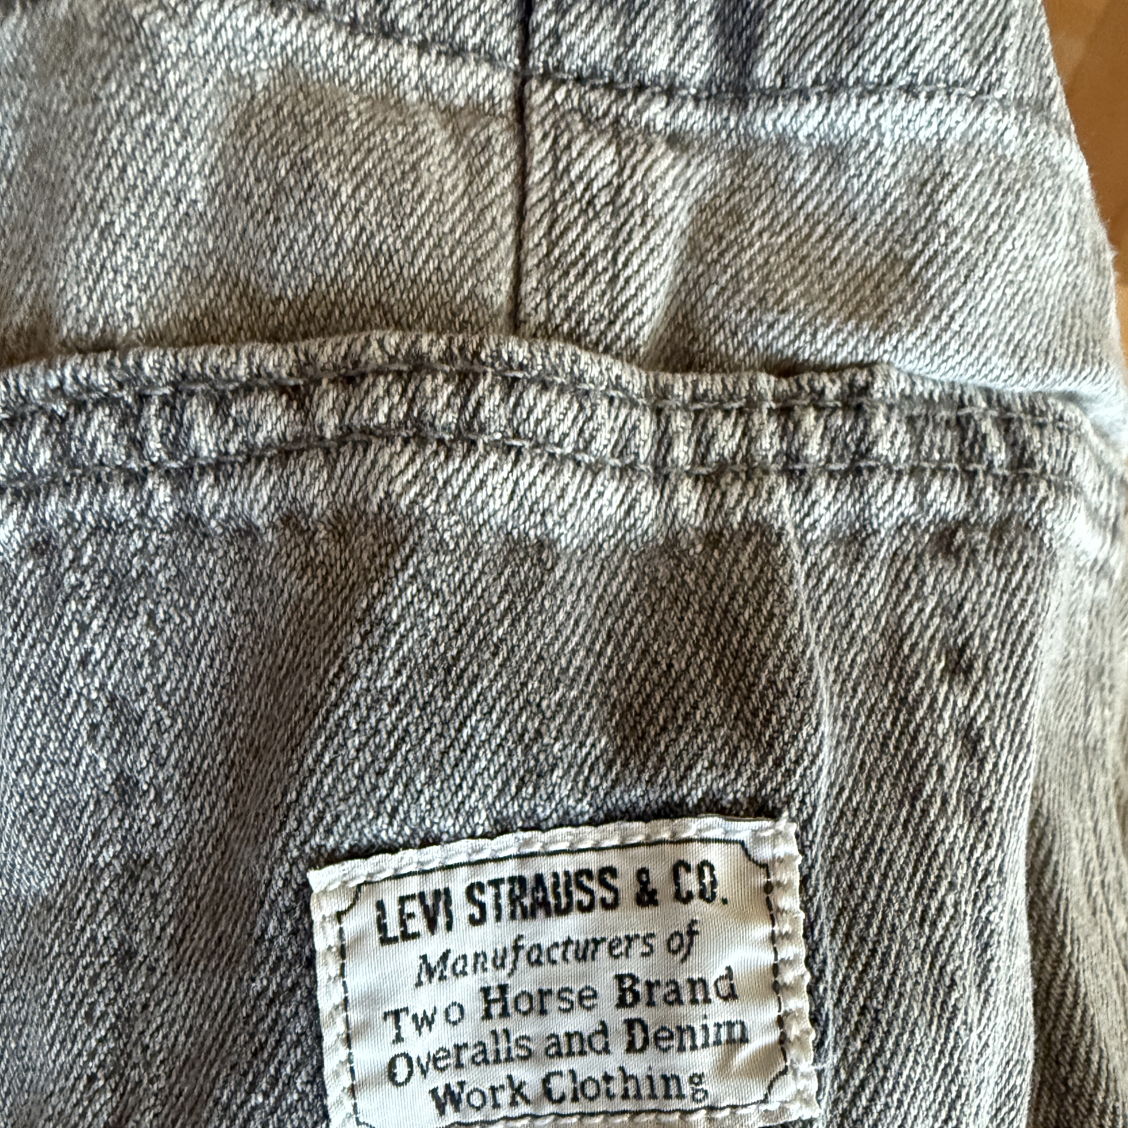 LEVI STRAUSS & CO.
Manufacturers of
Two Horse Brand
Overalls and Denim
Work Clothing